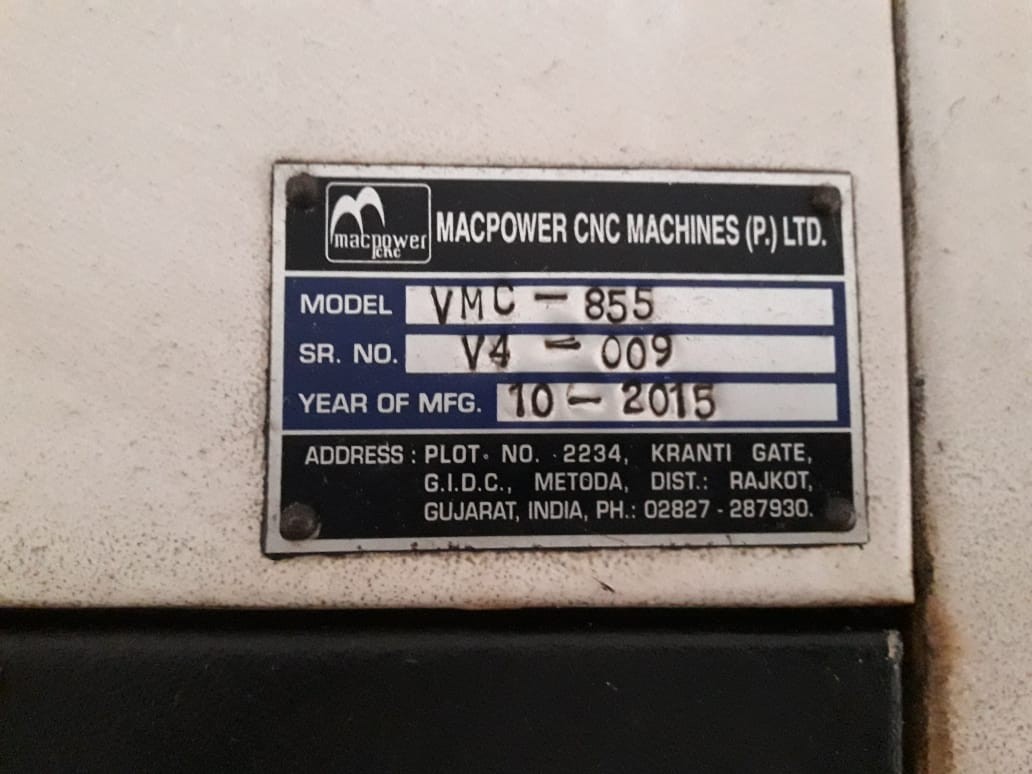 macpower
cnc
MACPOWER CNC MACHINES (P.) LTD.
MODEL VMC - 855
SR. NO. V4 - 009
YEAR OF MFG. 10 - 2015
ADDRESS : PLOT NO. 2234, KRANTI GATE,
G.I.D.C., METODA, DIST.: RAJKOT,
GUJARAT, INDIA, PH.: 02827 - 287930.